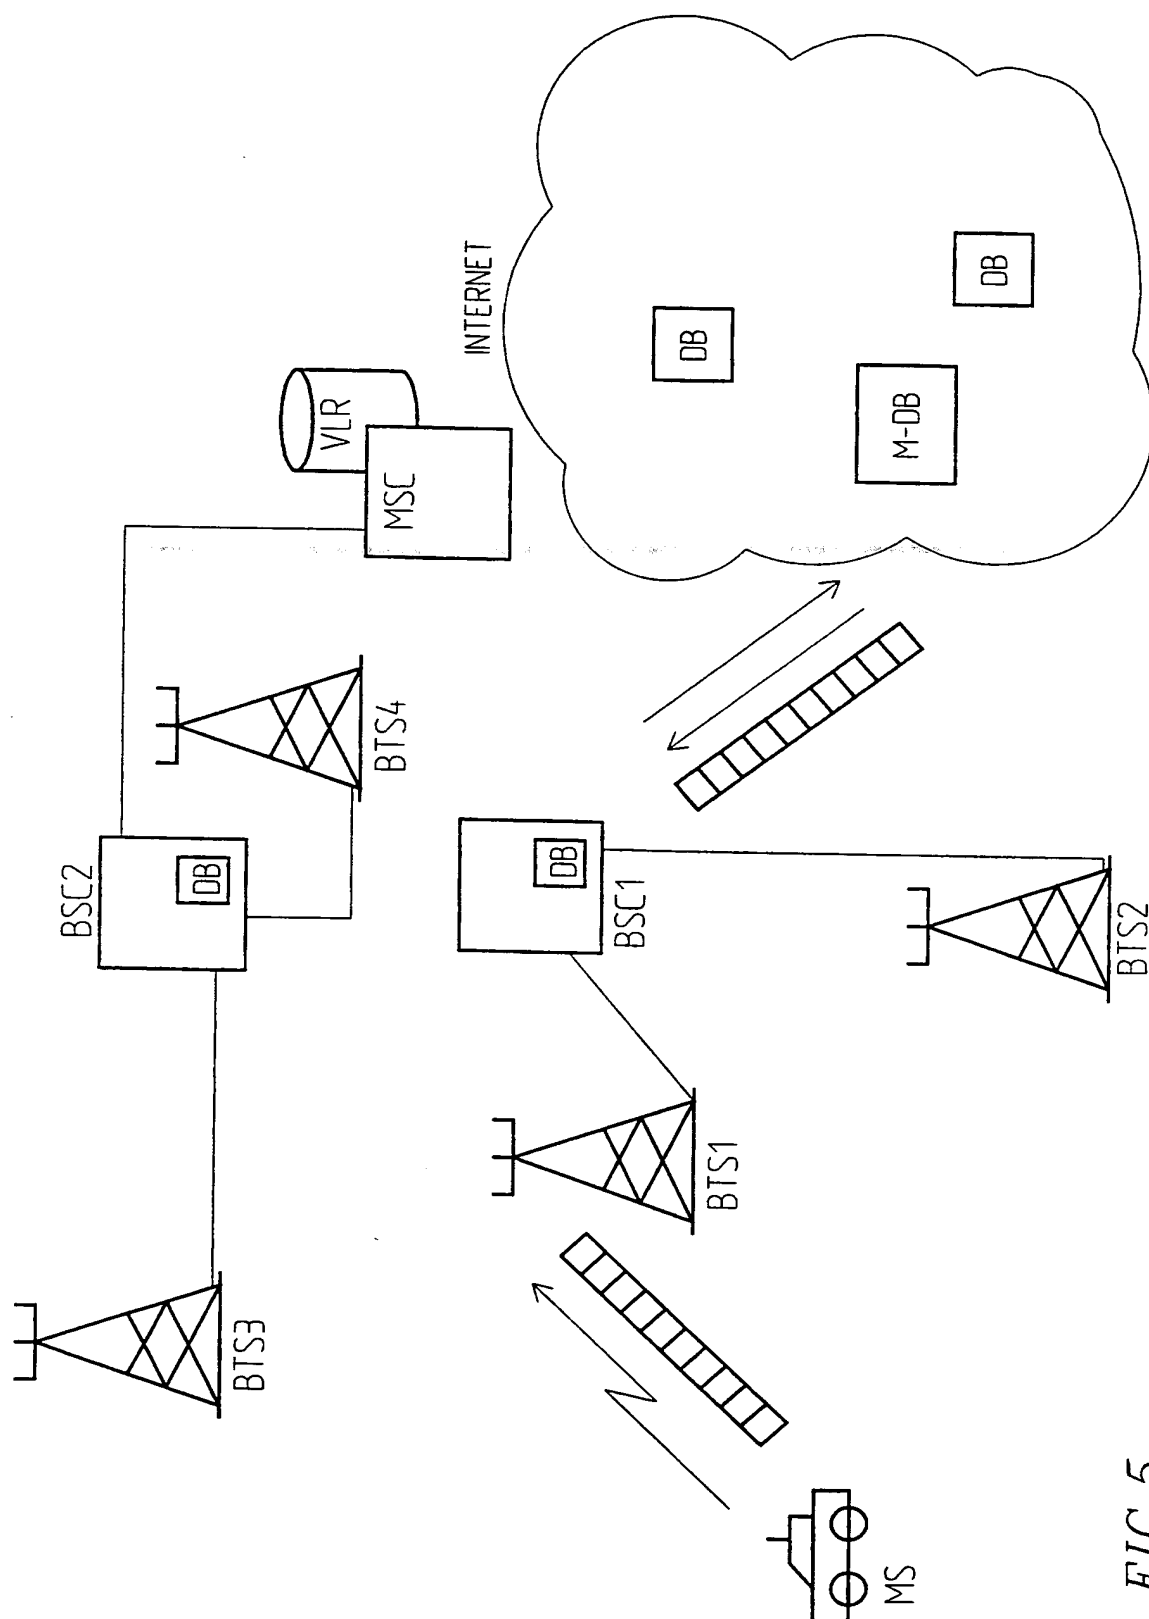 BTS3
BSC2
DB
BTS4
VLR
MSC
INTERNET
BSC1
DB
BTS1
BTS2
MS
DB
M-DB
DB
FIG. 5